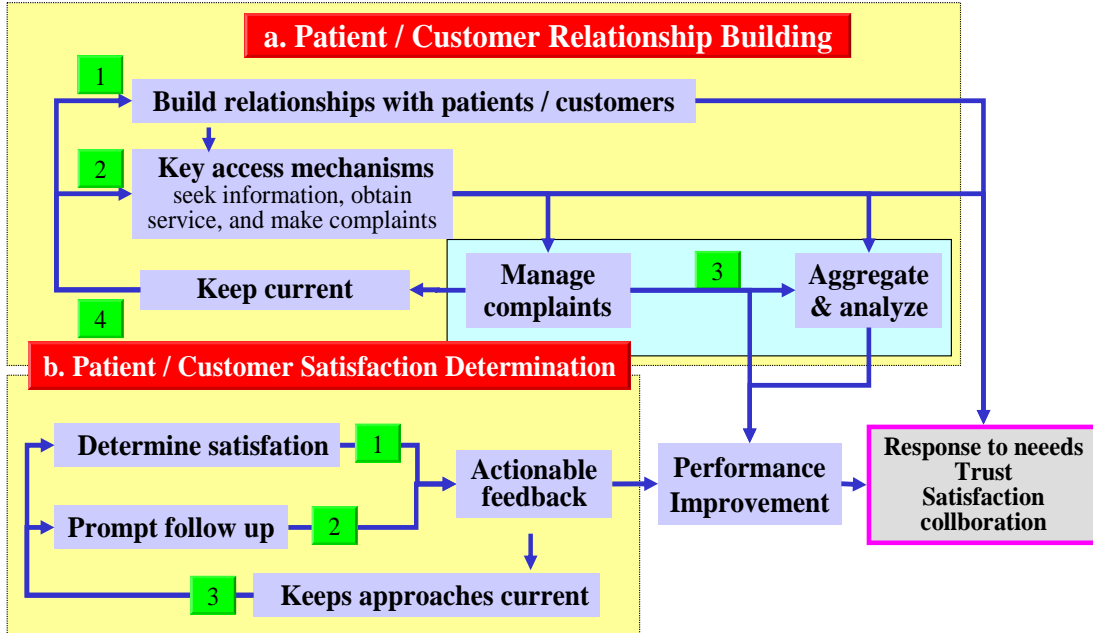 a. Patient / Customer Relationship Building
1
Build relationships with patients / customers
2
Key access mechanisms
seek information, obtain
service, and make complaints
3
Manage
complaints
Aggregate
& analyze
Keep current
4
b. Patient / Customer Satisfaction Determination
Determine satisfation
1
Actionable
feedback
Performance
Improvement
Response to needs
Trust
Satisfaction
collboration
Prompt follow up
2
3
Keeps approaches current